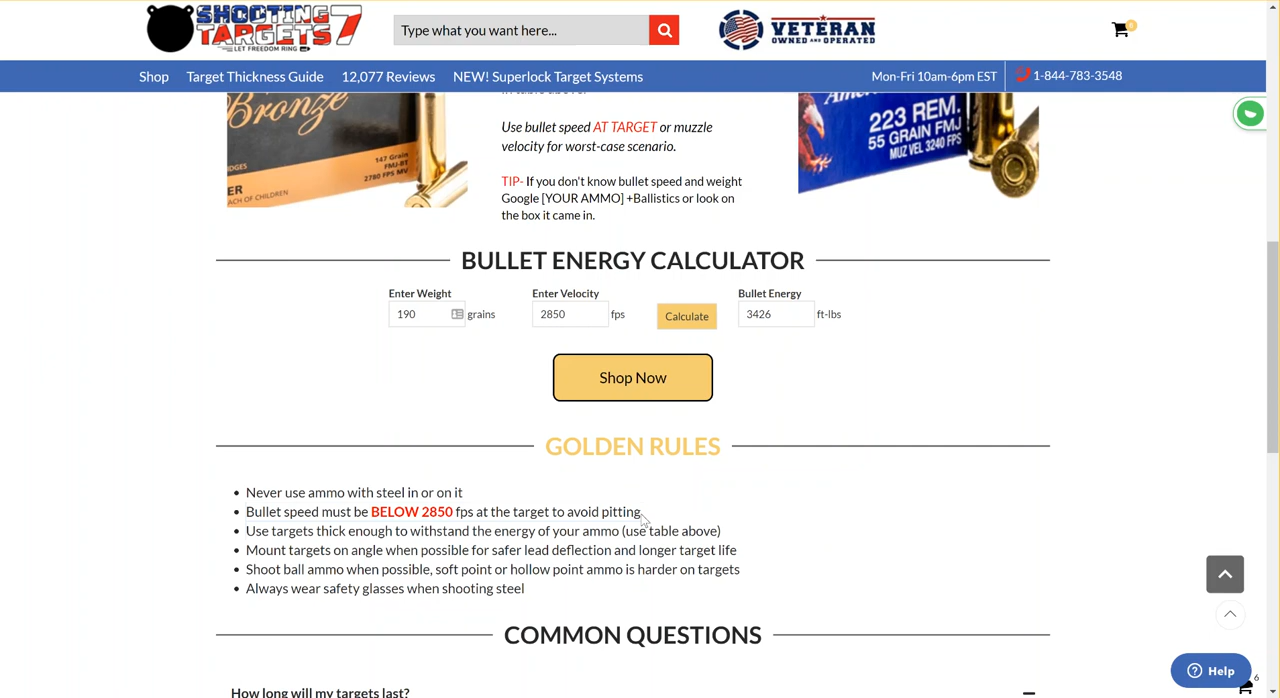 SHOOTING
TARGETS 7
LET FREEDOM RING
Type what you want here...
VETERAN
OWNED AND OPERATED
0
Shop
Target Thickness Guide
12,077 Reviews
NEW! Superlock Target Systems
Mon-Fri 10am-6pm EST
1-844-783-3548
Bronze
147 Grain
FMJ-BT
2780 FPS MV
ER
EACH OF CHILDREN
Use bullet speed AT TARGET or muzzle
velocity for worst-case scenario.
TIP- If you don't know bullet speed and weight
Google [YOUR AMMO] +Ballistics or look on
the box it came in.
223 REM.
55 GRAIN FMJ
MUZ VEL 3240 FPS
BULLET ENERGY CALCULATOR
Enter Weight
190
grains
Enter Velocity
2850
fps
Calculate
Bullet Energy
3426
ft-lbs
Shop Now
GOLDEN RULES
Never use ammo with steel in or on it
Bullet speed must be BELOW 2850 fps at the target to avoid pitting
Use targets thick enough to withstand the energy of your ammo (use table above)
Mount targets on angle when possible for safer lead deflection and longer target life
Shoot ball ammo when possible, soft point or hollow point ammo is harder on targets
Always wear safety glasses when shooting steel
COMMON QUESTIONS
How long will my targets last?
Help
6